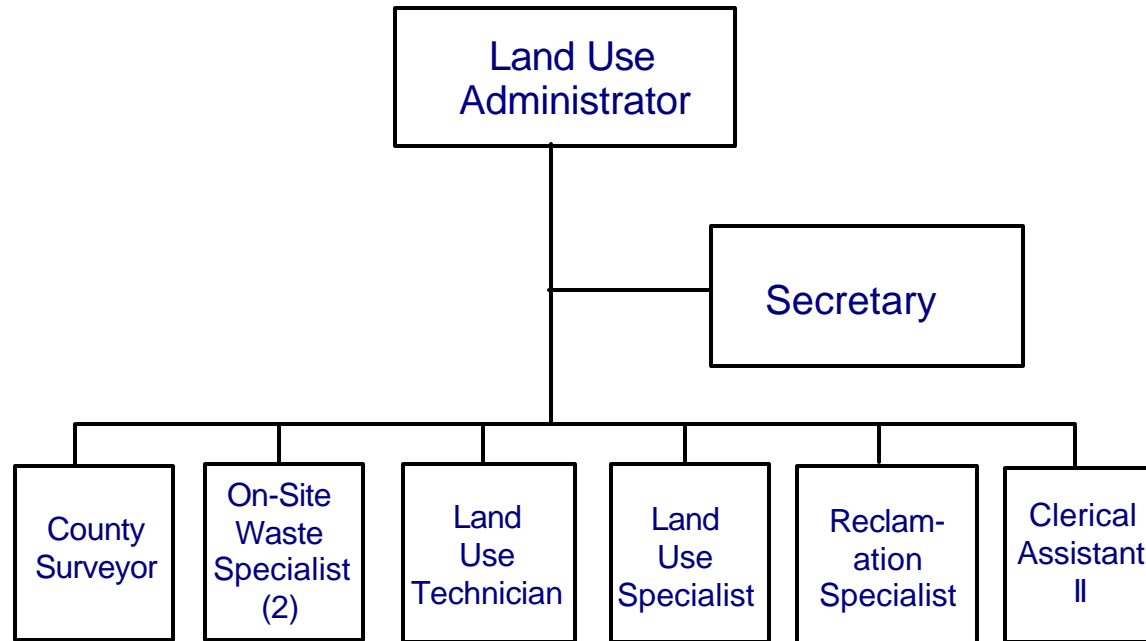 Land Use
Administrator
Secretary
County
Surveyor
On-Site
Waste
Specialist
(2)
Land
Use
Technician
Land
Use
Specialist
Reclam-
ation
Specialist
Clerical
Assistant
II